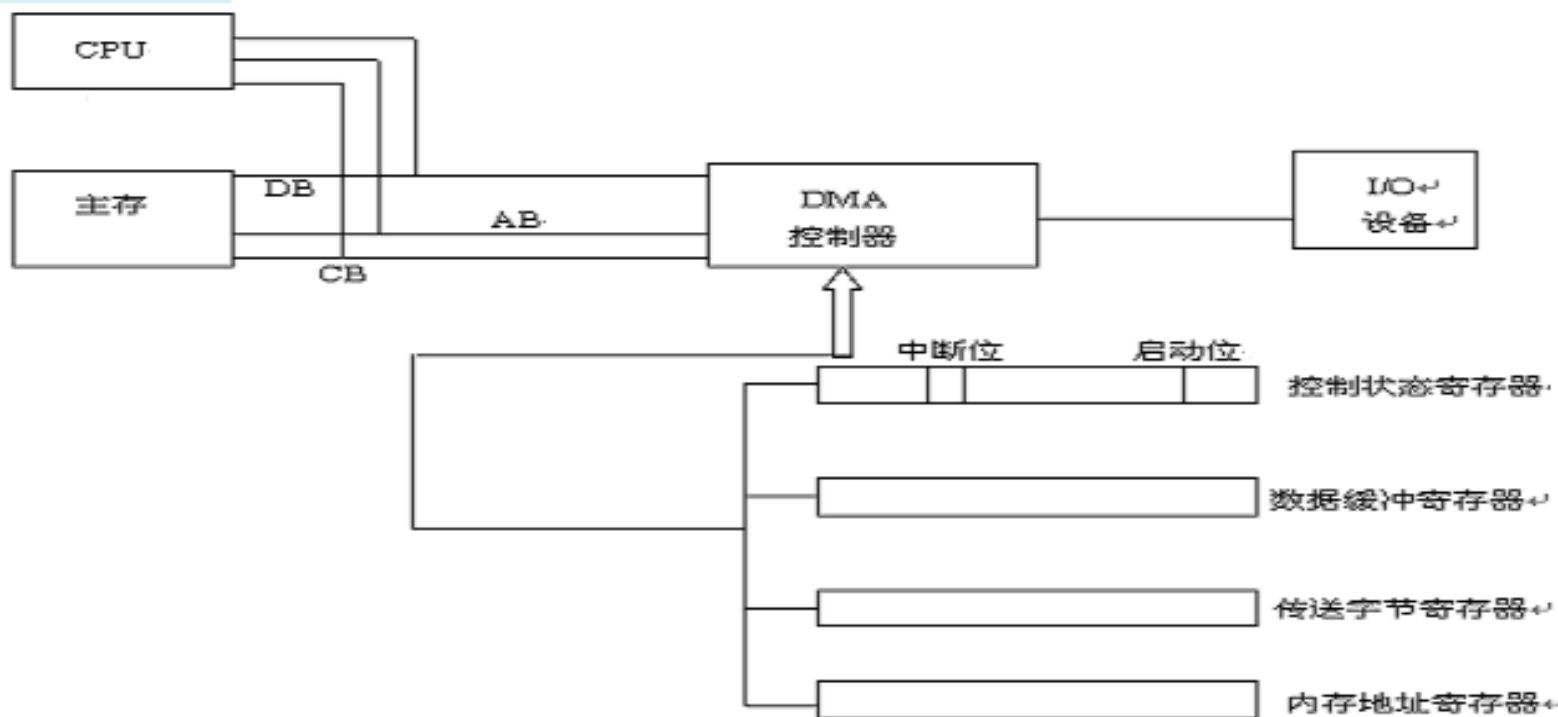 CPU
主存
DB
AB
CB
DMA
控制器
I/O
设备
中断位
启动位
控制状态寄存器
数据缓冲寄存器
传送字节寄存器
内存地址寄存器